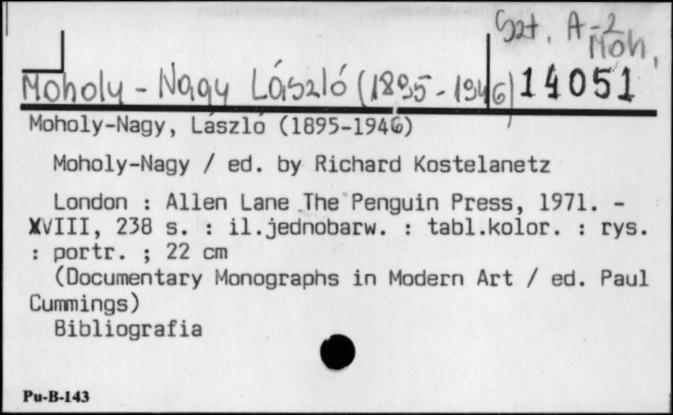 Szt. A-2
Moh,
Moholy - Nagy László (1895-1946) 14051
Moholy-Nagy, László (1895-1946)
Moholy-Nagy / ed. by Richard Kostelanetz
London : Allen Lane The Penguin Press, 1971. -
XVIII, 238 s. : il.jednobarw. : tabl.kolor. : rys.
: portr. ; 22 cm
(Documentary Monographs in Modern Art / ed. Paul
Cummings)
Bibliografia
Pu-B-143